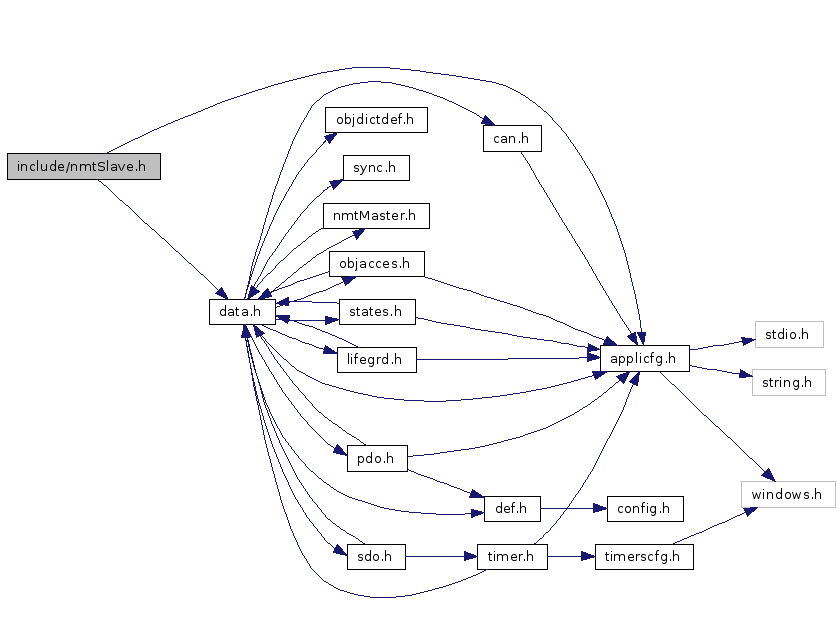 include/nmtSlave.h
objdictdef.h
can.h
sync.h
nmtMaster.h
objacces.h
data.h
states.h
lifegrd.h
applicfg.h
stdio.h
string.h
pdo.h
windows.h
def.h
config.h
sdo.h
timer.h
timerscfg.h